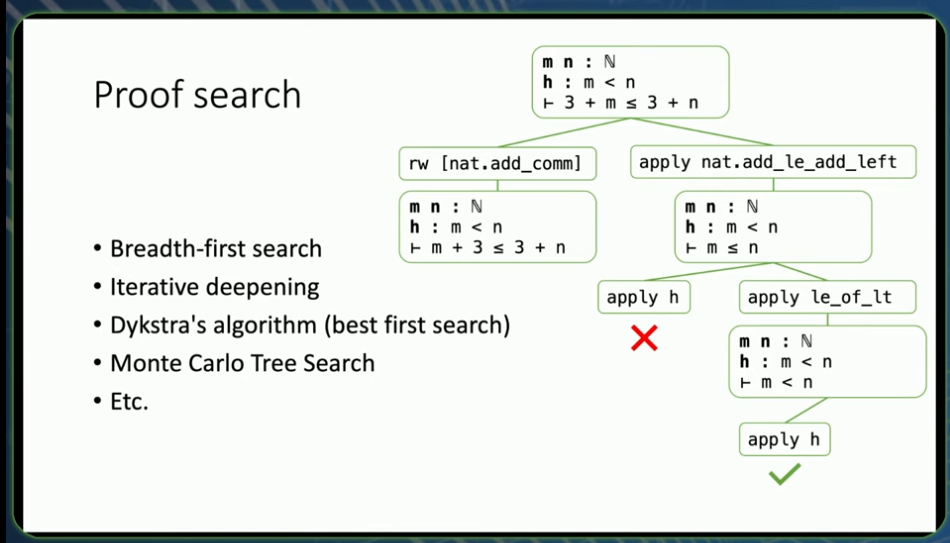 Proof search
• Breadth-first search
• Iterative deepening
• Dykstra's algorithm (best first search)
• Monte Carlo Tree Search
• Etc.
m n : ℕ
h : m < n
⊢ 3 + m ≤ 3 + n
rw [nat.add_comm]
apply nat.add_le_add_left
m n : ℕ
h : m < n
⊢ m + 3 ≤ 3 + n
m n : ℕ
h : m < n
⊢ m ≤ n
apply h
apply le_of_lt
m n : ℕ
h : m < n
⊢ m < n
apply h